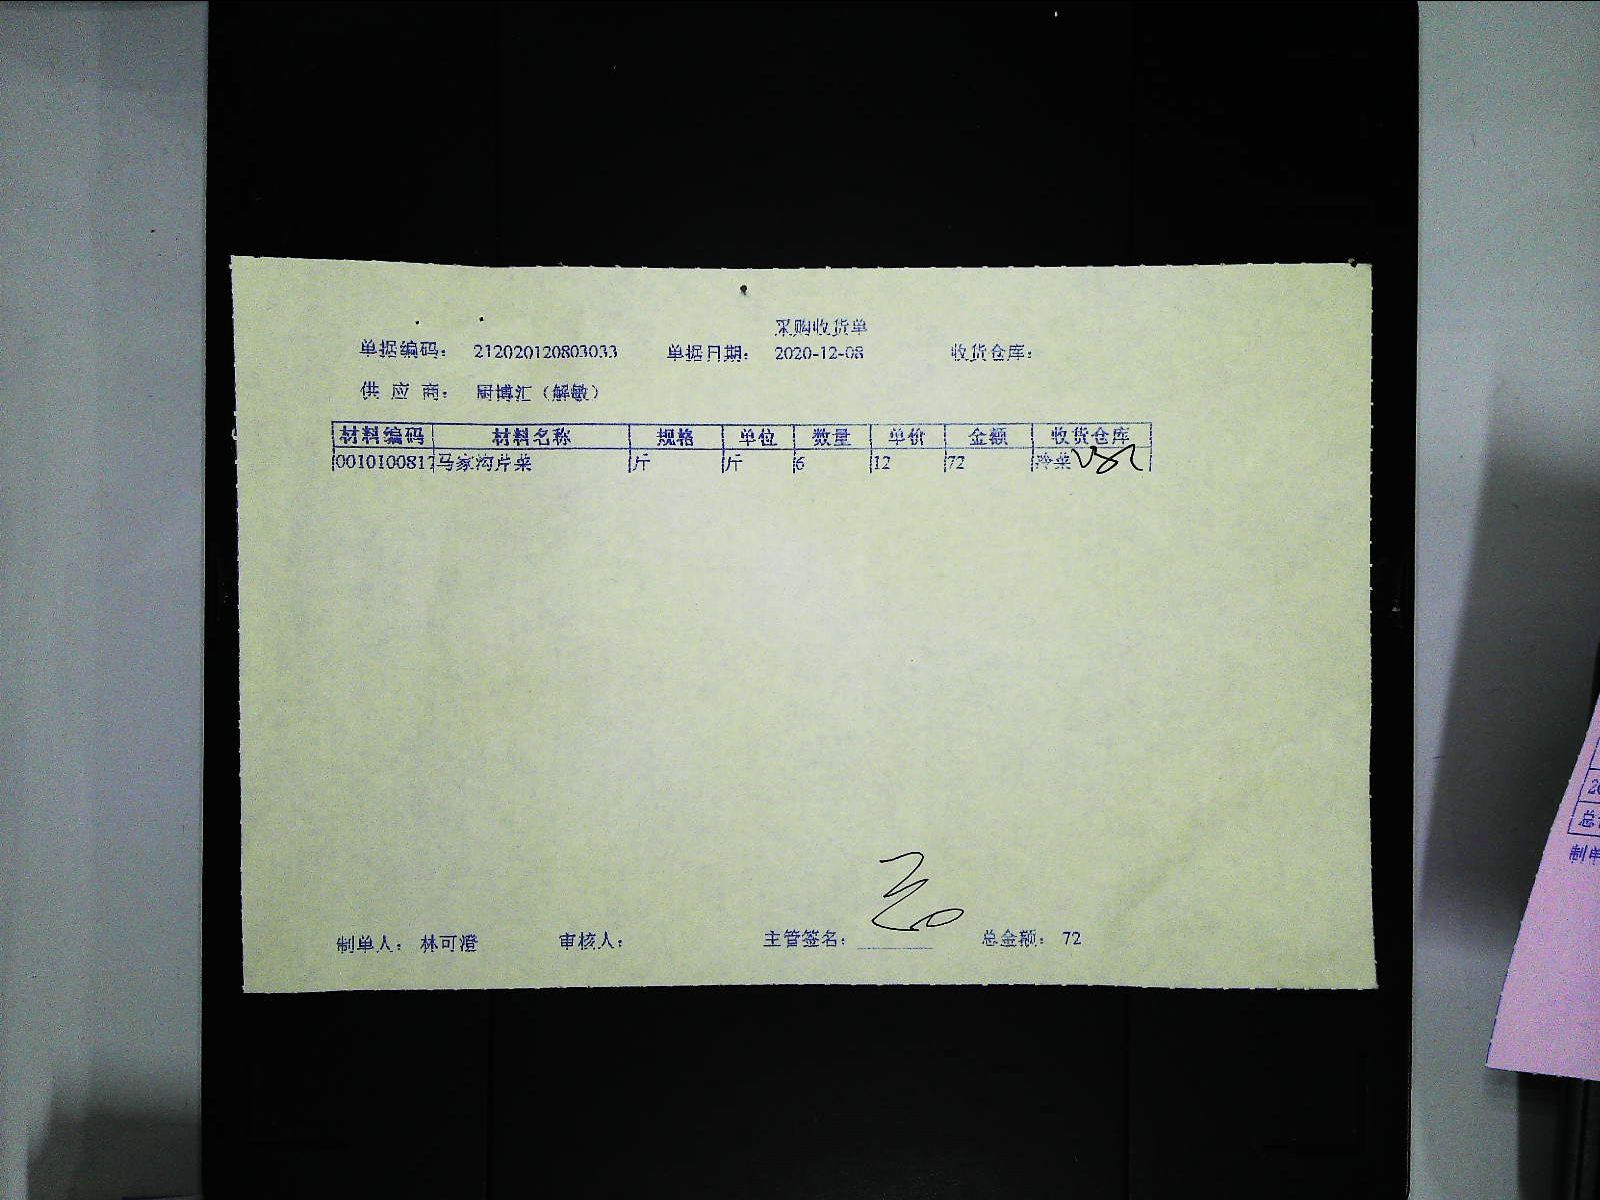 采购收货单
单据编码： 212020120803033 单据日期： 2020-12-08 收货仓库：
供 应 商： 厨博汇（解敏）
材料编码 材料名称 规格 单位 数量 单价 金额 收货仓库
0010100817 马家沟芹菜 斤 斤 6 12 72 冷菜
制单人： 林可澄 审核人： 主管签名： 总金额： 72
制单